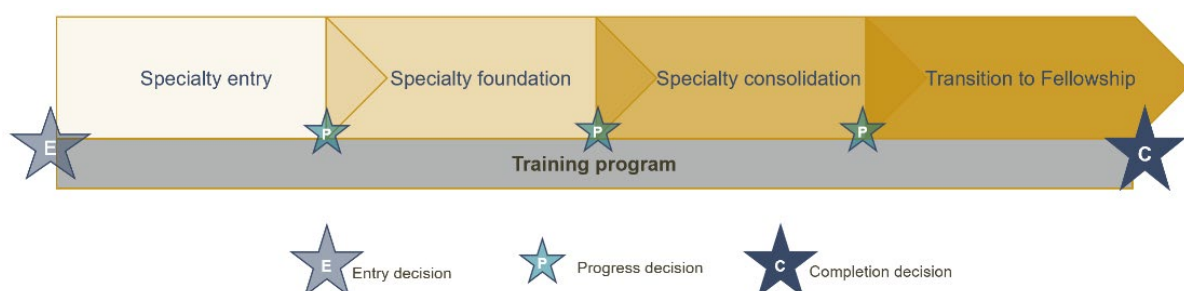 Specialty entry
Specialty foundation
Specialty consolidation
Transition to Fellowship
E
P
P
P
C
Training program
E
Entry decision
P
Progress decision
C
Completion decision